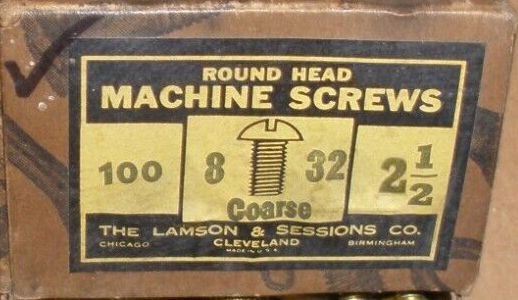 ROUND HEAD
MACHINE SCREWS
100 8 32 2 1/2
Coarse
THE LAMSON & SESSIONS CO.
CHICAGO CLEVELAND BIRMINGHAM
MADE IN U.S.A.